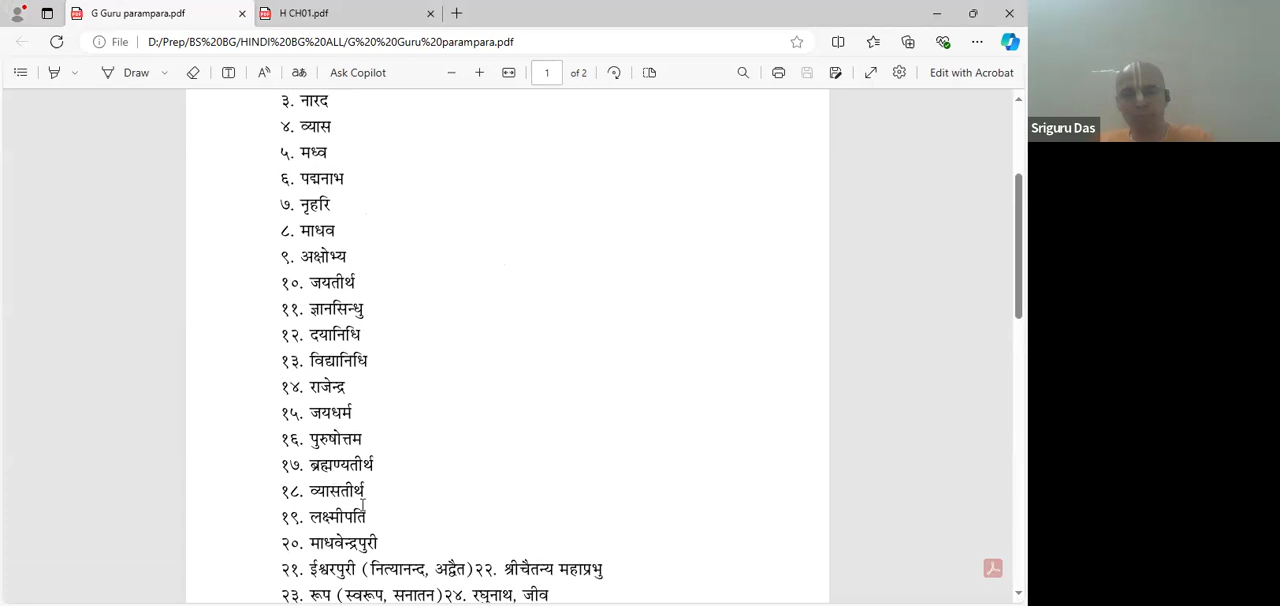 G Guru parampara.pdf
H CH01.pdf
File
D:/Prep/BS%20BG/HINDI%20BG%20ALL/G%20%20Guru%20parampara.pdf
Draw
Ask Copilot
1 of 2
Edit with Acrobat
Sriguru Das
३. नारद
४. व्यास
५. मध्व
६. पद्मनाभ
७. नृहरि
८. माधव
९. अक्षोभ्य
१०. जयतीर्थ
११. ज्ञानसिन्धु
१२. दयानिधि
१३. विद्यानिधि
१४. राजेन्द्र
१५. जयधर्म
१६. पुरुषोत्तम
१७. ब्रह्मण्यतीर्थ
१८. व्यासतीर्थ
१९. लक्ष्मीपति
२०. माधवेन्द्रपुरी
२१. ईश्वरपुरी (नित्यानन्द, अद्वैत)२२. श्रीचैतन्य महाप्रभु
२३. रूप (स्वरूप, सनातन)२४. रघुनाथ, जीव